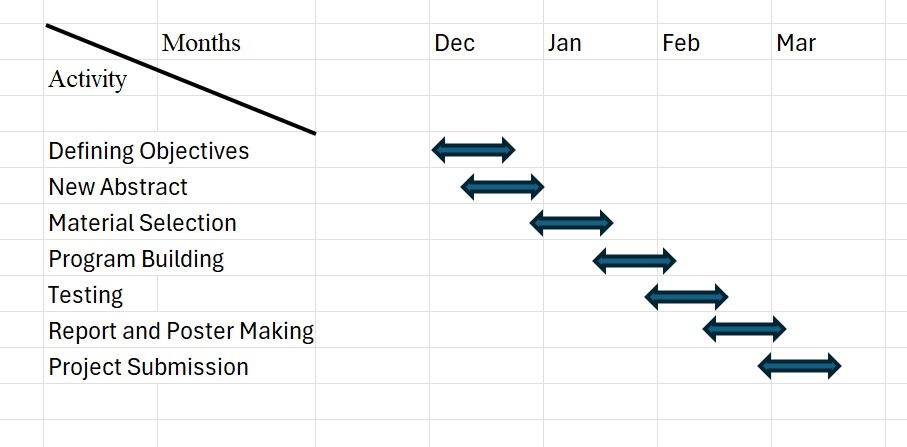 Months Dec Jan Feb Mar
Activity
Defining Objectives
New Abstract
Material Selection
Program Building
Testing
Report and Poster Making
Project Submission